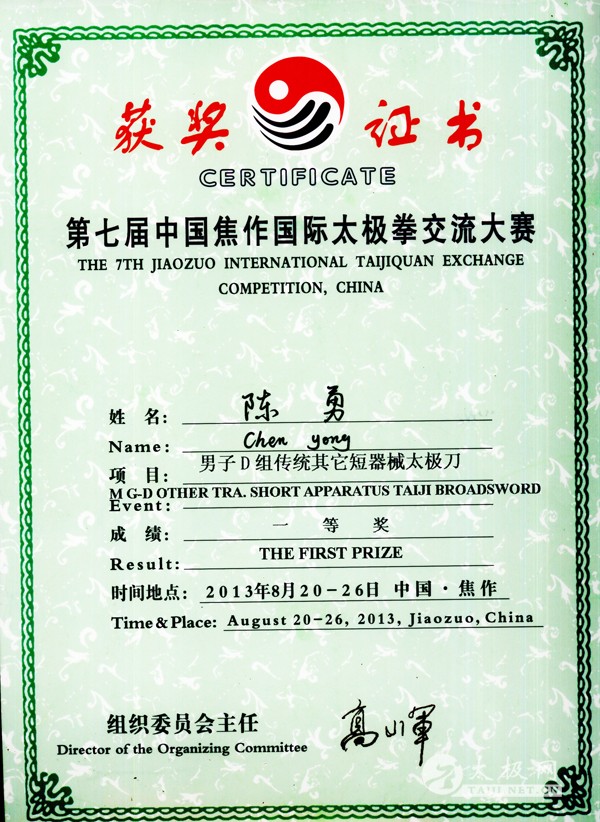 获奖 证书
CERTIFICATE
第七届中国焦作国际太极拳交流大赛
THE 7TH JIAOZUO INTERNATIONAL TAIJIQUAN EXCHANGE
COMPETITION, CHINA
姓 名: 陈 勇
Name: Chen yong
项 目: 男子D组传统其它短器械太极刀
M G-D OTHER TRA. SHORT APPARATUS TAIJI BROADSWORD
Event:
成 绩: 一 等 奖
Result: THE FIRST PRIZE
时间地点: 2013年8月20-26日 中国·焦作
Time & Place: August 20-26, 2013, Jiaozuo, China
组织委员会主任
Director of the Organizing Committee
太极网
TAIJI.NET.CN